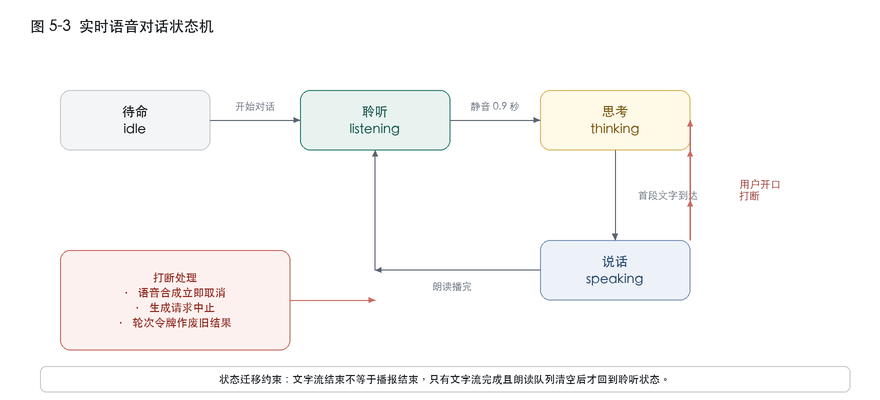 图 5-3 实时语音对话状态机
待命
idle
开始对话
聆听
listening
静音 0.9 秒
思考
thinking
首段文字到达
用户开口
打断
说话
speaking
朗读播完
打断处理
· 语音合成立即取消
· 生成请求中止
· 轮次令牌作废旧结果
状态迁移约束：文字流结束不等于播报结束，只有文字流完成且朗读队列清空后才回到聆听状态。